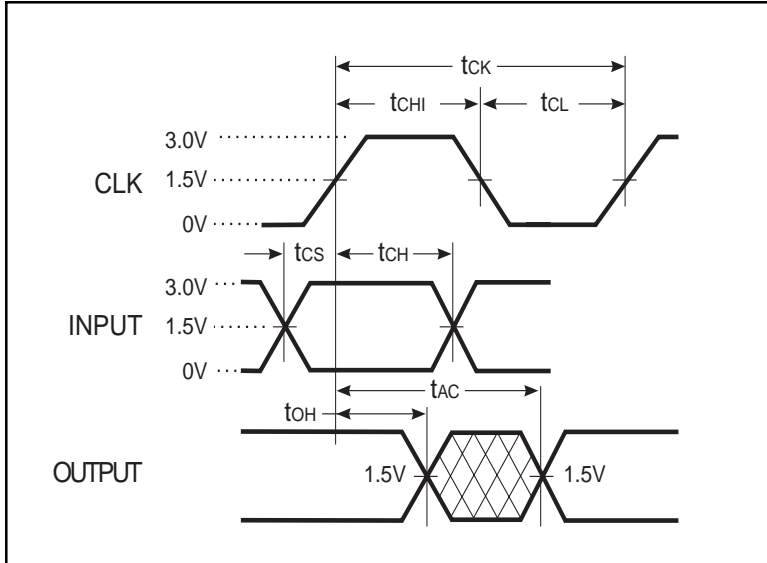 tCK
tCHI tCL
3.0V
CLK 1.5V
0V
tCS tCH
3.0V
INPUT 1.5V
0V
tAC
tOH
OUTPUT 1.5V 1.5V